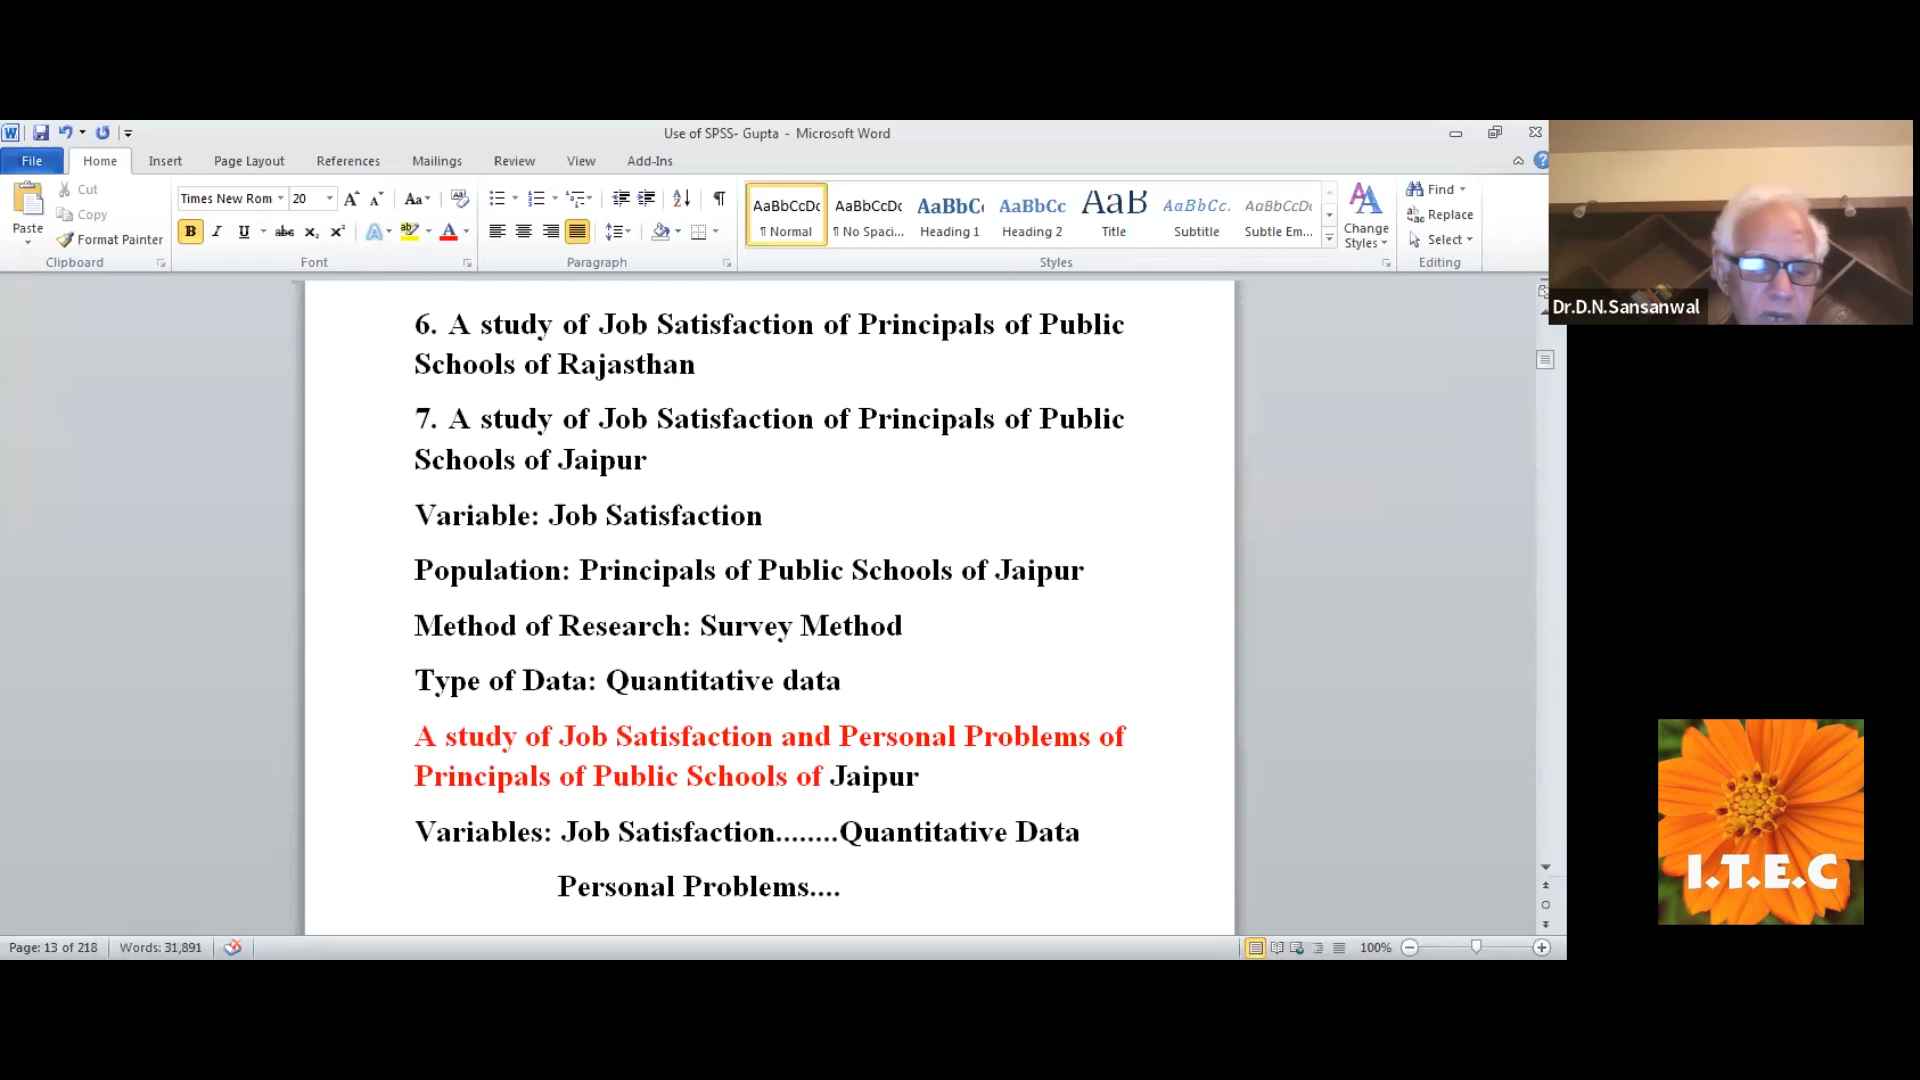 Use of SPSS- Gupta - Microsoft Word
File Home Insert Page Layout References Mailings Review View Add-Ins
Paste
Cut
Copy
Format Painter
Clipboard
Times New Rom 20
Font
Paragraph
AaBbCcDc AaBbCcDc AaBbC AaBbCc AaB AaBbCc. AaBbCcDc
¶ Normal ¶ No Spaci... Heading 1 Heading 2 Title Subtitle Subtle Em...
Styles
Change
Styles
Find
Replace
Select
Editing
Dr.D.N.Sansanwal
6. A study of Job Satisfaction of Principals of Public
Schools of Rajasthan
7. A study of Job Satisfaction of Principals of Public
Schools of Jaipur
Variable: Job Satisfaction
Population: Principals of Public Schools of Jaipur
Method of Research: Survey Method
Type of Data: Quantitative data
A study of Job Satisfaction and Personal Problems of
Principals of Public Schools of Jaipur
Variables: Job Satisfaction........Quantitative Data
Personal Problems....
I.T.E.C
Page: 13 of 218 Words: 31,891 100%